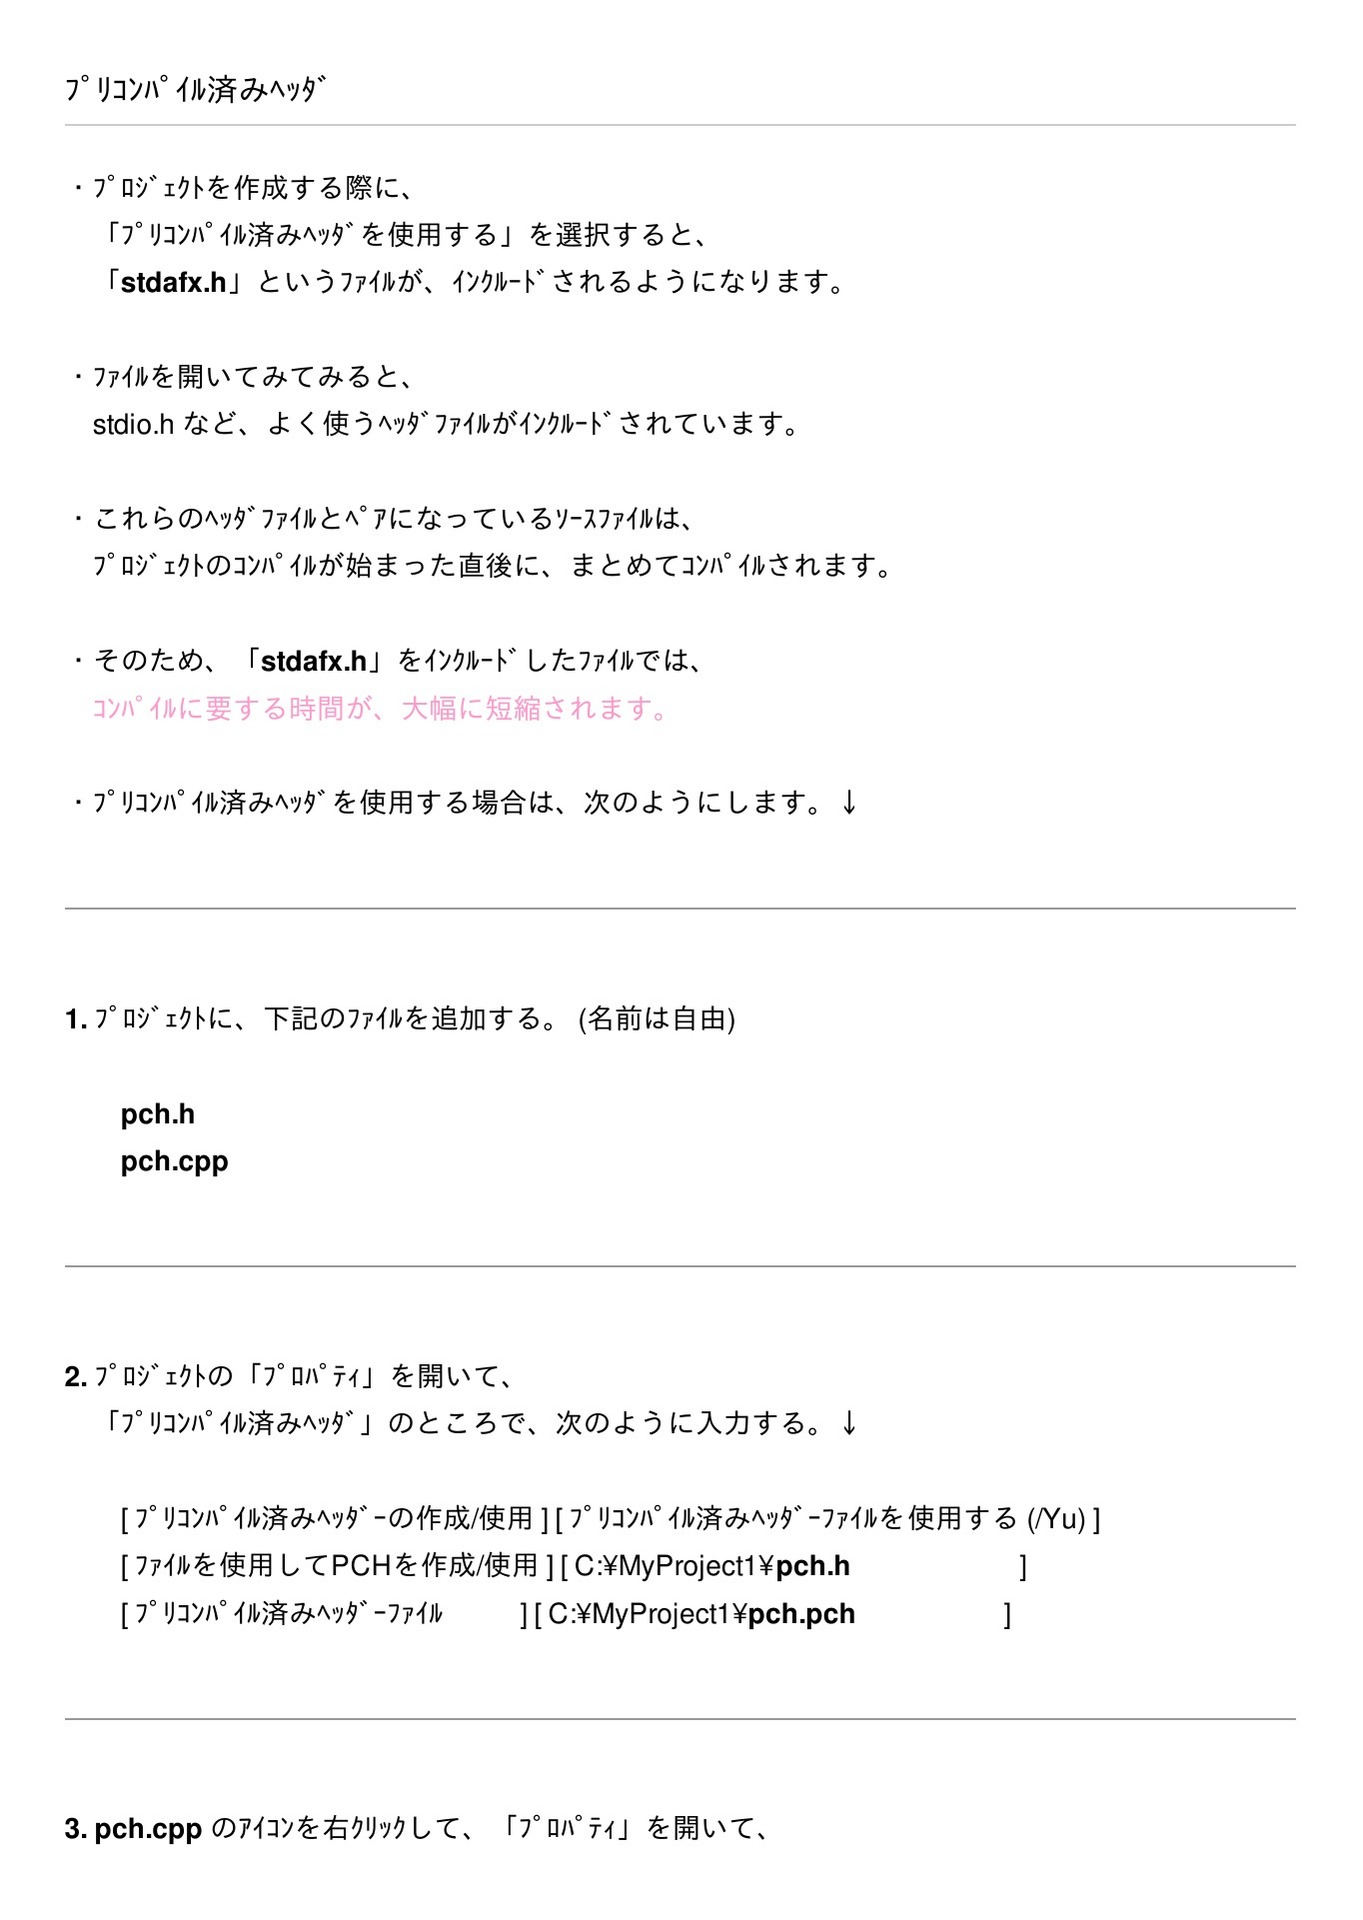 ﾌﾟﾘｺﾝﾊﾟｲﾙ済みﾍｯﾀﾞ
・ﾌﾟﾛｼﾞｪｸﾄを作成する際に、
「ﾌﾟﾘｺﾝﾊﾟｲﾙ済みﾍｯﾀﾞを使用する」を選択すると、
「stdafx.h」というﾌｧｲﾙが、ｲﾝｸﾙｰﾄﾞされるようになります。
・ﾌｧｲﾙを開いてみてみると、
stdio.h など、よく使うﾍｯﾀﾞﾌｧｲﾙがｲﾝｸﾙｰﾄﾞされています。
・これらのﾍｯﾀﾞﾌｧｲﾙとﾍﾟｱになっているｿｰｽﾌｧｲﾙは、
ﾌﾟﾛｼﾞｪｸﾄのｺﾝﾊﾟｲﾙが始まった直後に、まとめてｺﾝﾊﾟｲﾙされます。
・そのため、「stdafx.h」をｲﾝｸﾙｰﾄﾞしたﾌｧｲﾙでは、
ｺﾝﾊﾟｲﾙに要する時間が、大幅に短縮されます。
・ﾌﾟﾘｺﾝﾊﾟｲﾙ済みﾍｯﾀﾞを使用する場合は、次のようにします。↓
1. ﾌﾟﾛｼﾞｪｸﾄに、下記のﾌｧｲﾙを追加する。 (名前は自由)
pch.h
pch.cpp
2. ﾌﾟﾛｼﾞｪｸﾄの「ﾌﾟﾛﾊﾟﾃｨ」を開いて、
「ﾌﾟﾘｺﾝﾊﾟｲﾙ済みﾍｯﾀﾞ」のところで、次のように入力する。↓
[ ﾌﾟﾘｺﾝﾊﾟｲﾙ済みﾍｯﾀﾞｰの作成/使用 ] [ ﾌﾟﾘｺﾝﾊﾟｲﾙ済みﾍｯﾀﾞｰﾌｧｲﾙを使用する (/Yu) ]
[ ﾌｧｲﾙを使用してPCHを作成/使用 ] [ C:¥MyProject1¥pch.h ]
[ ﾌﾟﾘｺﾝﾊﾟｲﾙ済みﾍｯﾀﾞｰﾌｧｲﾙ ] [ C:¥MyProject1¥pch.pch ]
3. pch.cpp のｱｲｺﾝを右ｸﾘｯｸして、「ﾌﾟﾛﾊﾟﾃｨ」を開いて、